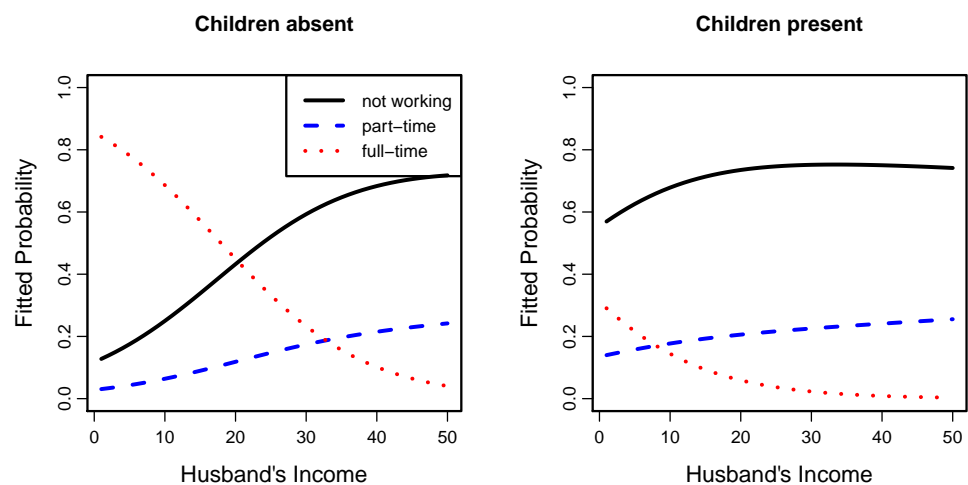 Children absent
1.0
0.8
0.6
0.4
0.2
0.0
Fitted Probability
not working
part−time
full−time
0 10 20 30 40 50
Husband's Income
Children present
1.0
0.8
0.6
0.4
0.2
0.0
Fitted Probability
0 10 20 30 40 50
Husband's Income